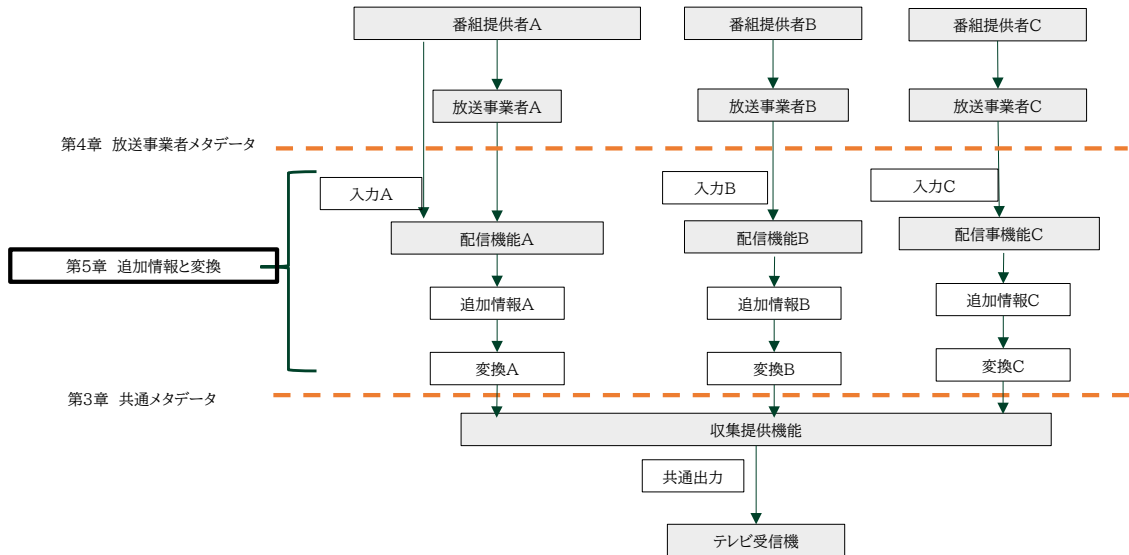 番組提供者A
番組提供者B
番組提供者C
放送事業者A
放送事業者B
放送事業者C
第4章 放送事業者メタデータ
入力A
入力B
入力C
配信機能A
配信機能B
配信事機能C
第5章 追加情報と変換
追加情報A
追加情報B
追加情報C
変換A
変換B
変換C
第3章 共通メタデータ
収集提供機能
共通出力
テレビ受信機